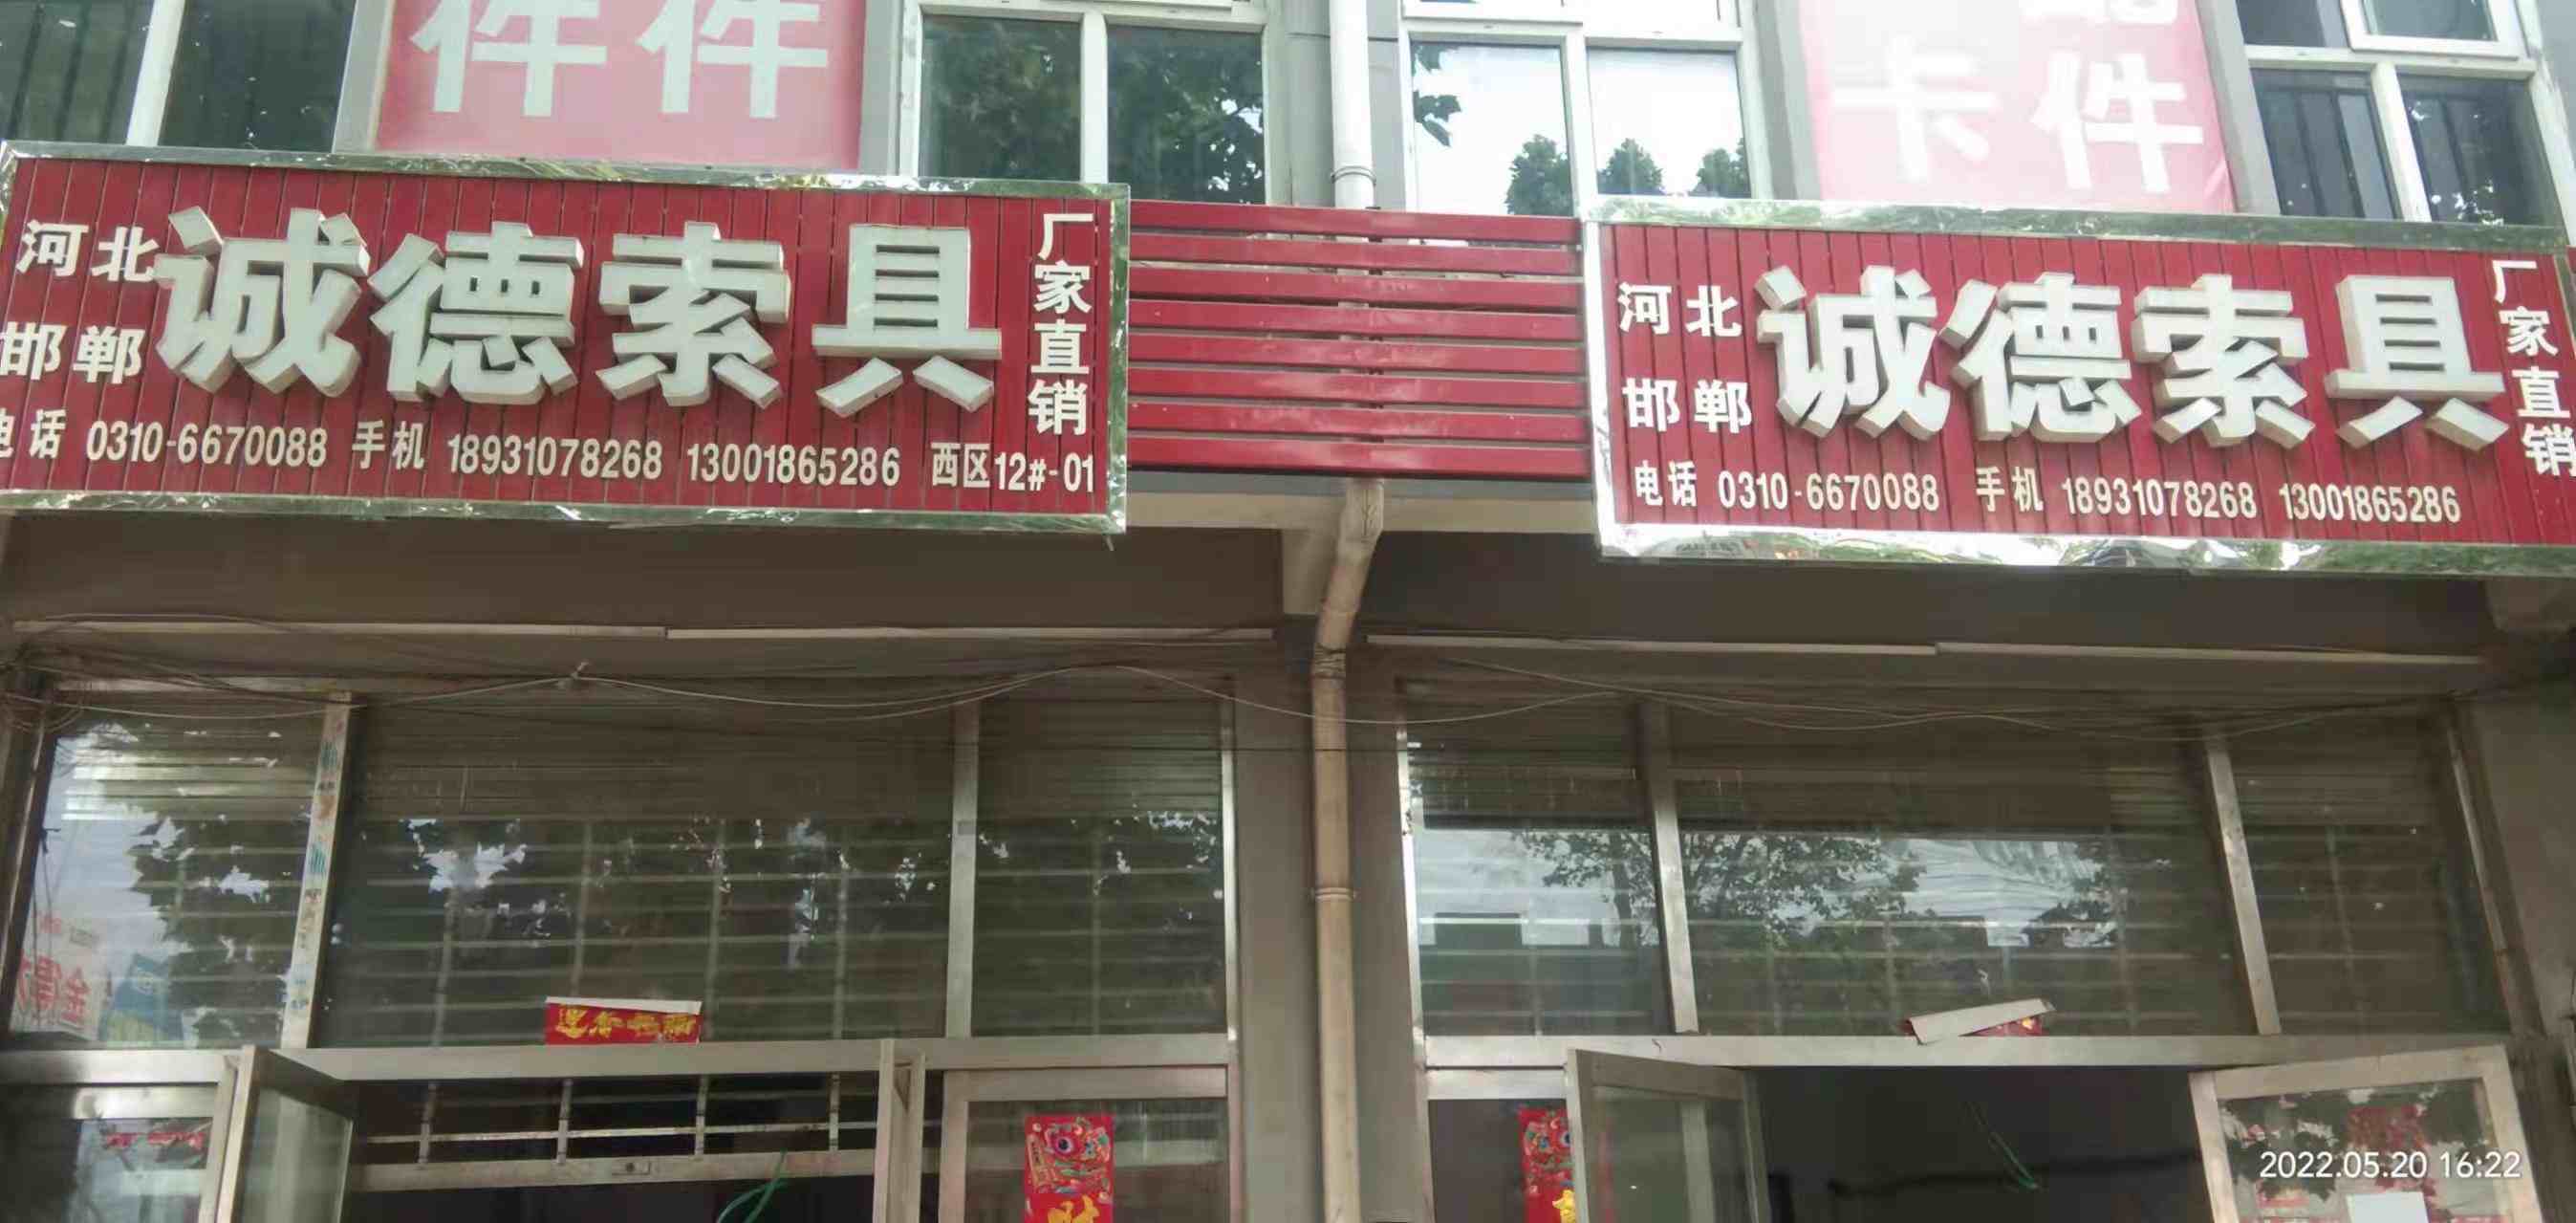 件件
卡件
河北
邯郸
诚德索具
厂家直销
电话 0310-6670088 手机 18931078268 13001865286 西区12#-01
河北
邯郸
诚德索具
厂家直销
电话 0310-6670088 手机 18931078268 13001865286
2022.05.20 16:22